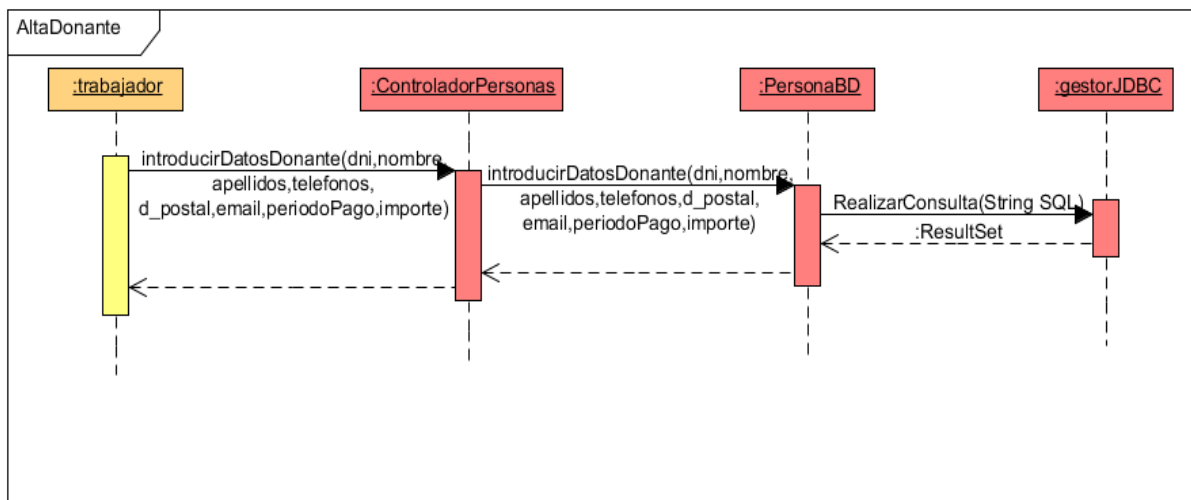 AltaDonante
:trabajador
:ControladorPersonas
:PersonaBD
:gestorJDBC
introducirDatosDonante(dni,nombre,
apellidos,telefonos,
d_postal,email,periodoPago,importe)
introducirDatosDonante(dni,nombre,
apellidos,telefonos,d_postal,
email,periodoPago,importe)
RealizarConsulta(String SQL)
:ResultSet